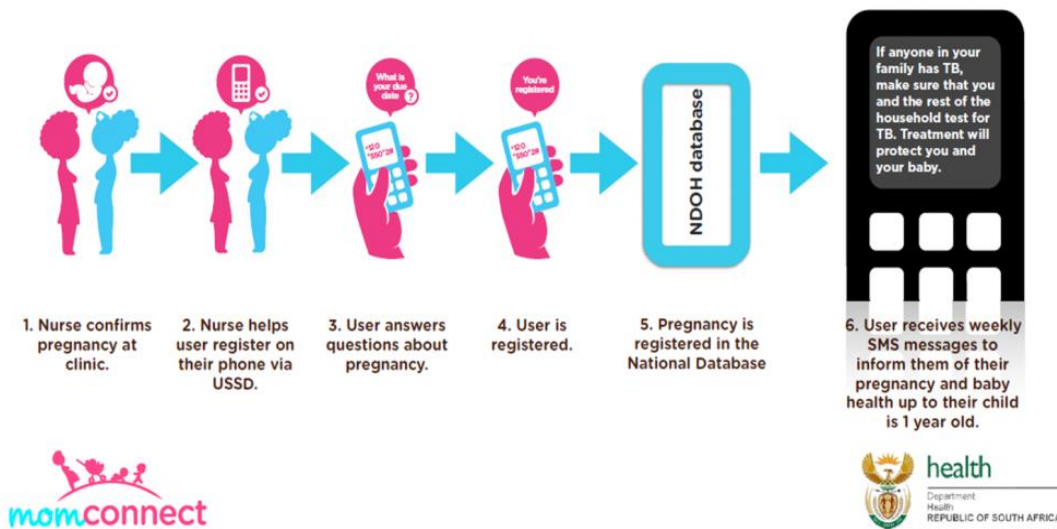 What is
your due
date ?
*120
*550*2#
You're
registered
*120
*550*2#
NDOH database
If anyone in your
family has TB,
make sure that you
and the rest of the
household test for
TB. Treatment will
protect you and
your baby.
1. Nurse confirms
pregnancy at
clinic.
2. Nurse helps
user register on
their phone via
USSD.
3. User answers
questions about
pregnancy.
4. User is
registered.
5. Pregnancy is
registered in the
National Database
6. User receives weekly
SMS messages to
inform them of their
pregnancy and baby
health up to their child
is 1 year old.
momconnect
health
Department:
Health
REPUBLIC OF SOUTH AFRICA